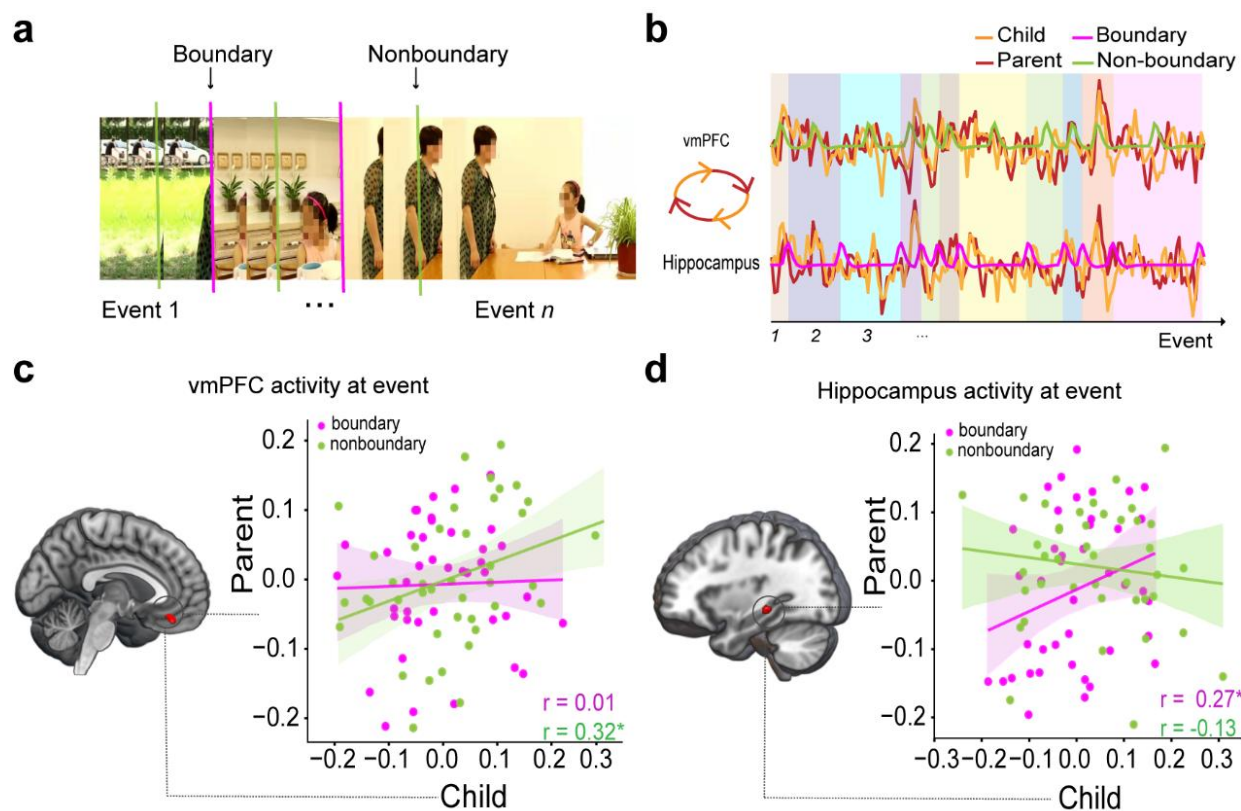 a
Boundary
Nonboundary
Event 1
...
Event n
b
Child
Boundary
Parent
Non-boundary
vmPFC
Hippocampus
1 2 3 ...
Event
c
vmPFC activity at event
boundary
nonboundary
Parent
0.2
0.1
0.0
−0.1
−0.2
r = 0.01
r = 0.32*
−0.2 −0.1 0.0 0.1 0.2 0.3
Child
d
Hippocampus activity at event
boundary
nonboundary
Parent
0.2
0.1
0.0
−0.1
−0.2
r = 0.27*
r = -0.13
−0.3 −0.2 −0.1 0.0 0.1 0.2 0.3
Child